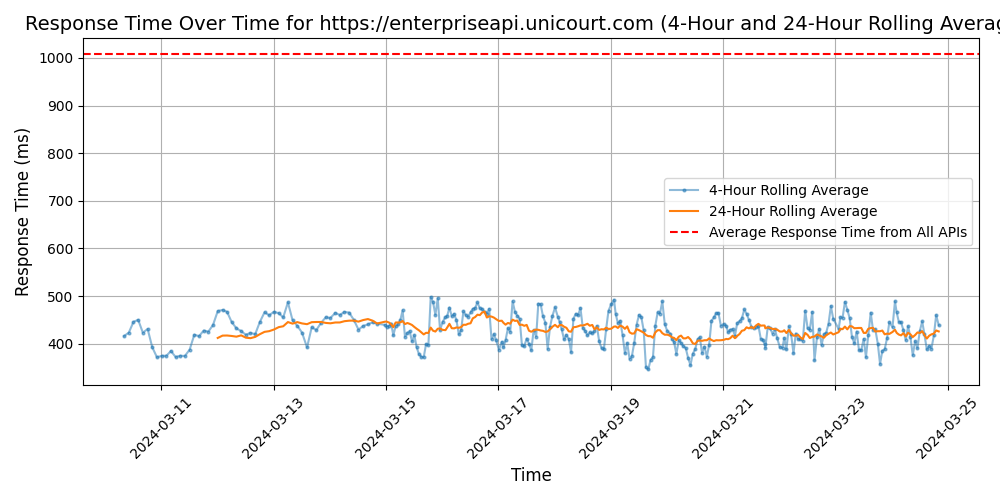 Response Time Over Time for https://enterpriseapi.unicourt.com (4-Hour and 24-Hour Rolling Averag
1000
900
800
700
600
500
400
Response Time (ms)
4-Hour Rolling Average
24-Hour Rolling Average
Average Response Time from All APIs
2024-03-11
2024-03-13
2024-03-15
2024-03-17
2024-03-19
2024-03-21
2024-03-23
2024-03-25
Time